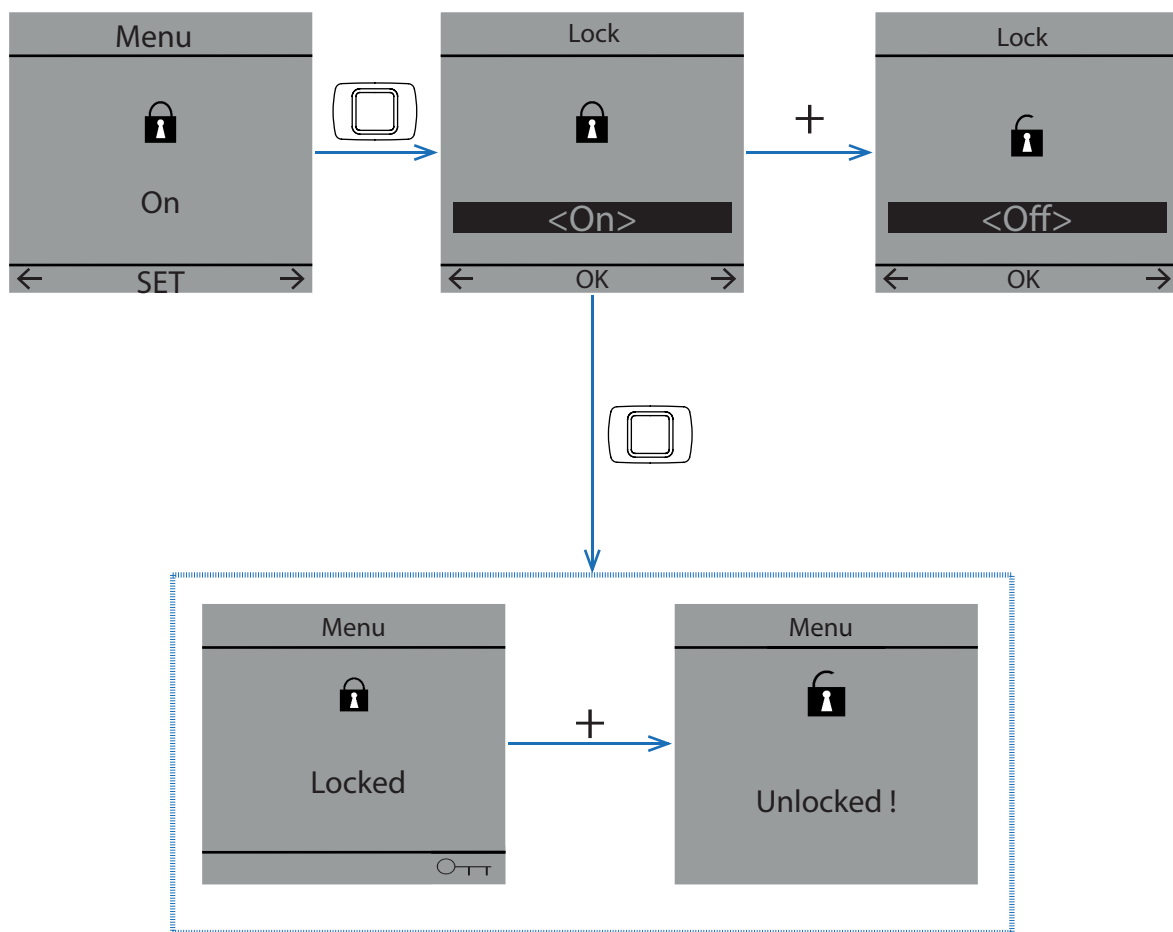 Menu
On
← SET →
Lock
<On>
← OK →
+
Lock
<Off>
← OK →
Menu
Locked
+
Menu
Unlocked !